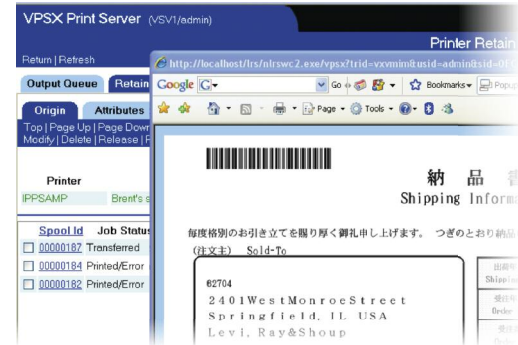 VPSX Print Server (VSV1/admin)
Printer Retain
Return | Refresh
http://localhost/lrs/nlrswc2.exe/vpsx?trid=vxvmim&usid=admin&sid=
Output Queue Retain
Google G Go Bookmarks Popup
Origin Attributes
Page Tools
Top | Page Up | Page Down
Modify | Delete | Release |
納 品
Shipping Inform
Printer
IPPSAMP Brent's
毎度格別のお引き立てを賜り厚く御礼申し上げます。 つぎのとおり納品
Spool Id Job Status
(注文主) Sold-To
00000187 Transferred
00000184 Printed/Error
00000182 Printed/Error
62704
Shippin
2401WestMonroeStreet
Order
Springfield, IL USA
Levi, Ray&Shoup